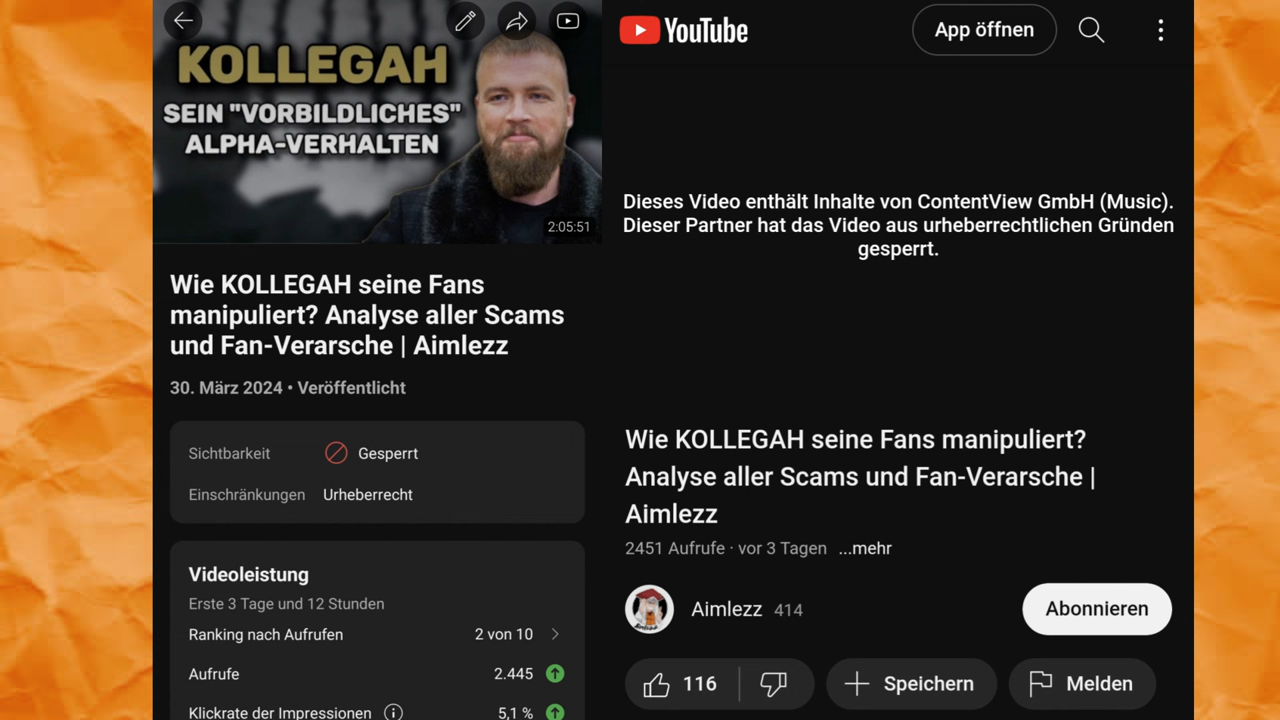 KOLLEGAH
SEIN "VORBILDLICHES"
ALPHA-VERHALTEN
2:05:51
Wie KOLLEGAH seine Fans
manipuliert? Analyse aller Scams
und Fan-Verarsche | Aimlezz
30. März 2024 • Veröffentlicht
Sichtbarkeit Gesperrt
Einschränkungen Urheberrecht
Videoleistung
Erste 3 Tage und 12 Stunden
Ranking nach Aufrufen 2 von 10
Aufrufe 2.445
Klickrate der Impressionen 5,1 %
YouTube
App öffnen
Dieses Video enthält Inhalte von ContentView GmbH (Music).
Dieser Partner hat das Video aus urheberrechtlichen Gründen
gesperrt.
Wie KOLLEGAH seine Fans manipuliert?
Analyse aller Scams und Fan-Verarsche |
Aimlezz
2451 Aufrufe · vor 3 Tagen ...mehr
Aimlezz 414
Abonnieren
116
Speichern
Melden